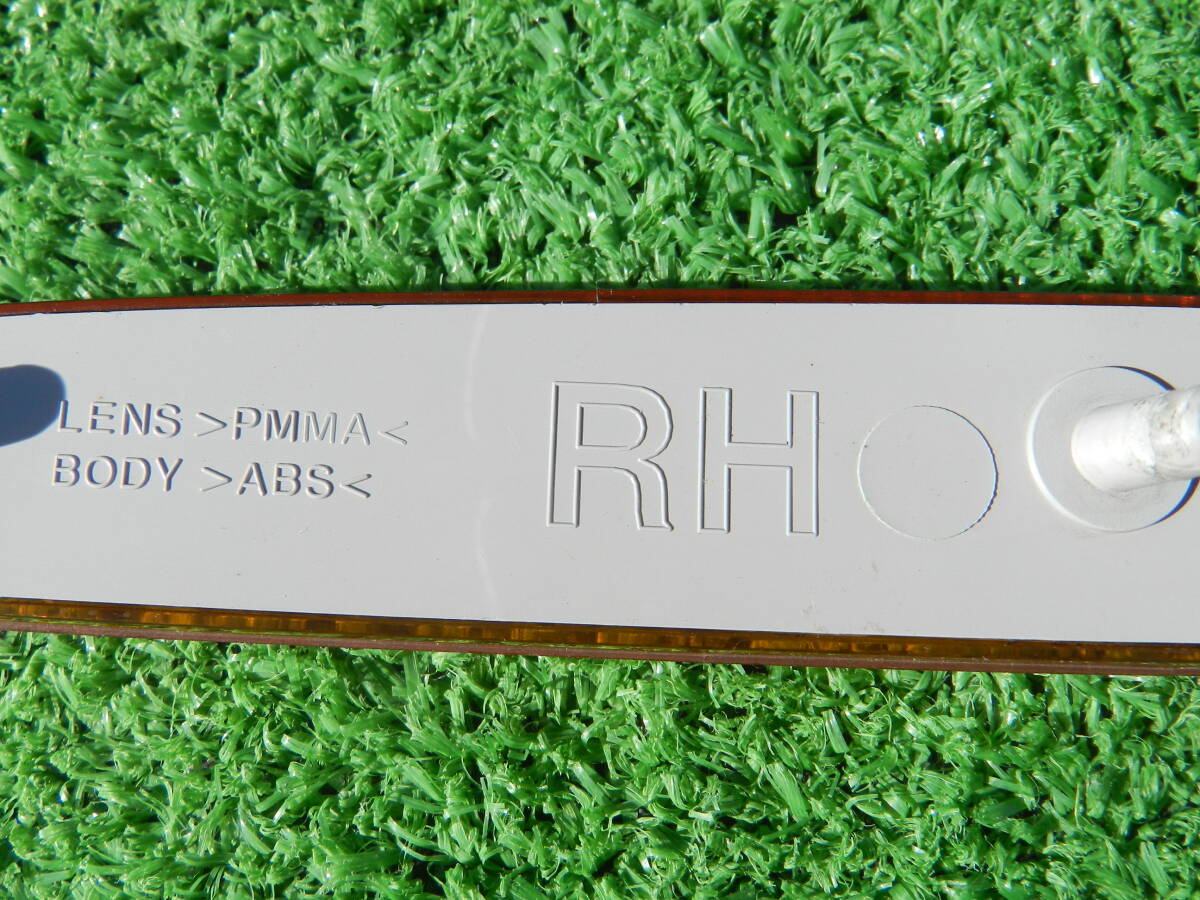 LENS >PMMA<
BODY >ABS<
RH